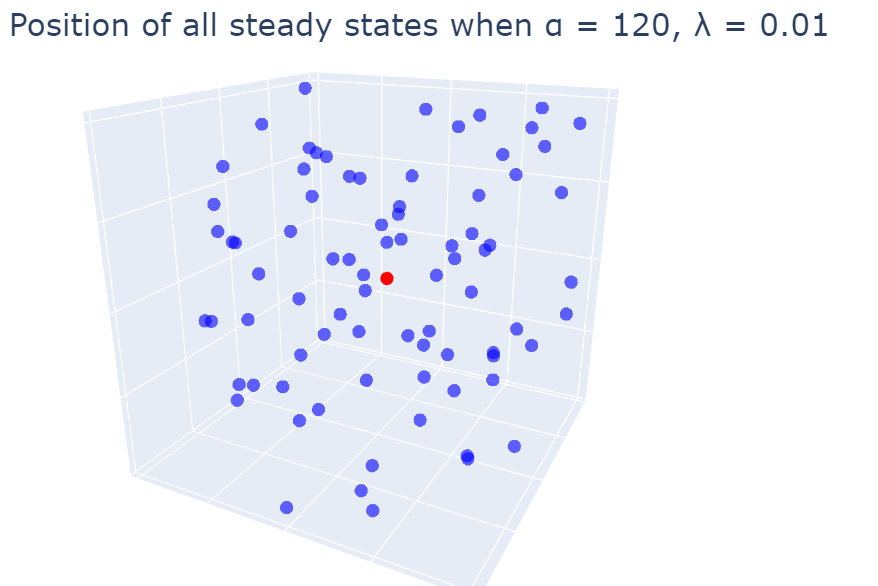 Position of all steady states when ɑ = 120, λ = 0.01